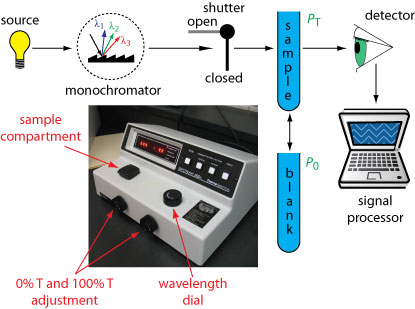 source
λ1
λ2
λ3
monochromator
shutter
open
closed
sample
PT
detector
blank
P0
signal
processor
sample
compartment
0% T and 100% T
adjustment
wavelength
dial